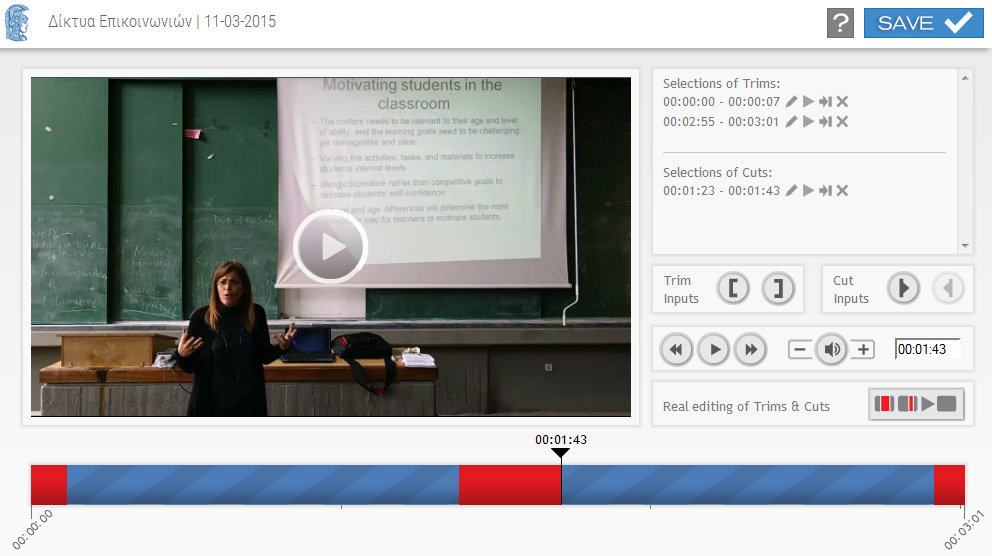 Δίκτυα Επικοινωνιών | 11-03-2015
?
SAVE
Motivating students in the
classroom
– The content needs to be relevant to their age and level
of ability, and the learning goals need to be challenging
yet manageable and clear.
– Varying the activities, tasks, and materials to increase
students' interest levels.
– Using cooperative rather than competitive goals to
increase students' self-confidence.
and age differences will determine the most
way for teachers to motivate students.
Selections of Trims:
00:00:00 - 00:00:07
00:02:55 - 00:03:01
Selections of Cuts:
00:01:23 - 00:01:43
Trim
Inputs
Cut
Inputs
00:01:43
Real editing of Trims & Cuts
00:01:43
00:00:00
00:03:01